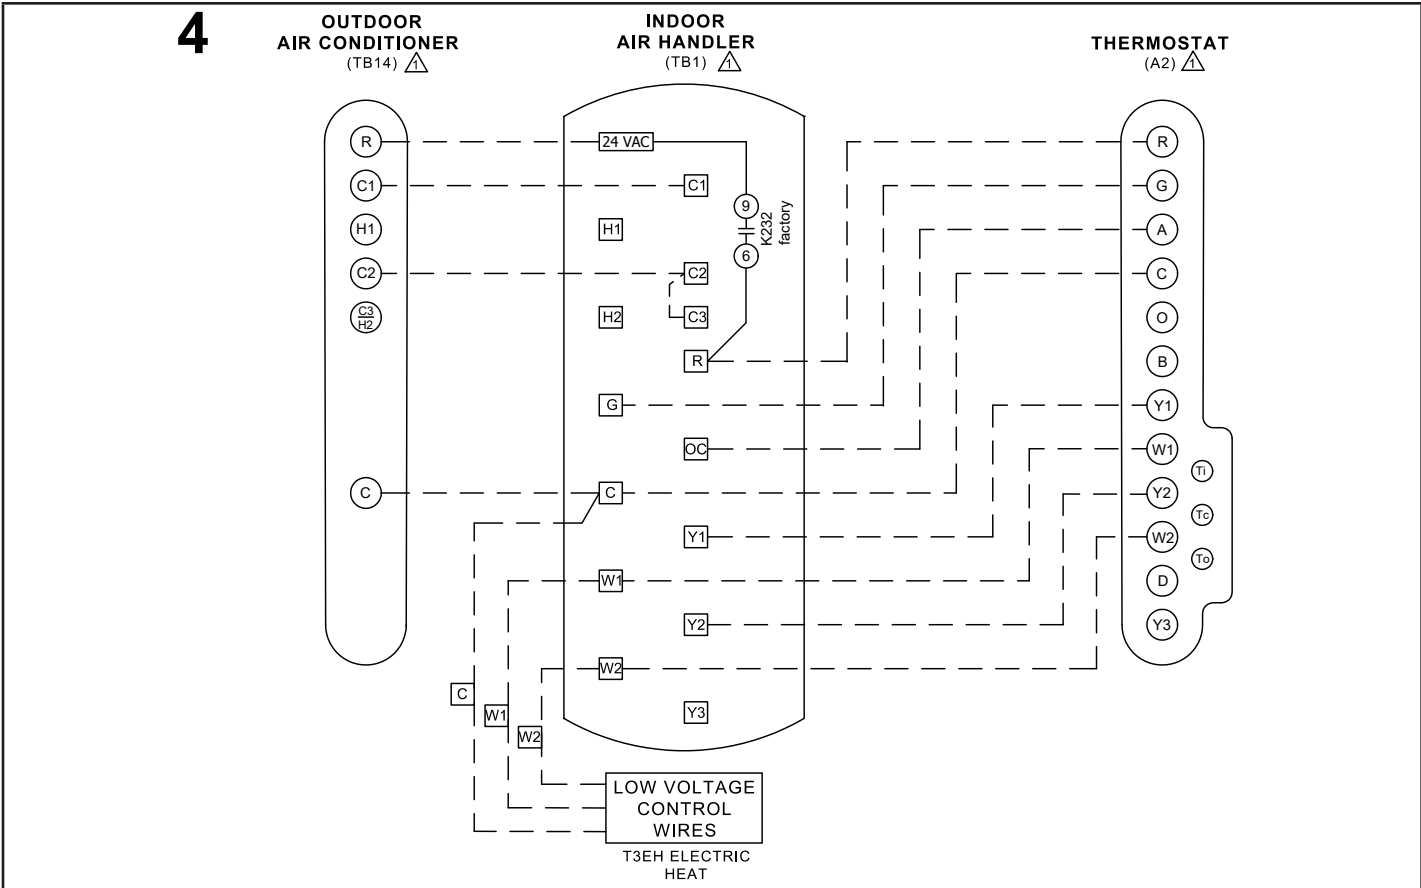 4
OUTDOOR
AIR CONDITIONER
(TB14) 1
INDOOR
AIR HANDLER
(TB1) 1
THERMOSTAT
(A2) 1
R
C1
H1
C2
C3
H2
C
24 VAC
C1
9
K232
factory
6
H1
C2
H2
C3
R
G
OC
C
Y1
W1
Y2
W2
Y3
R
G
A
C
O
B
Y1
W1
Ti
Y2
Tc
W2
To
D
Y3
C
W1
W2
LOW VOLTAGE
CONTROL
WIRES
T3EH ELECTRIC
HEAT